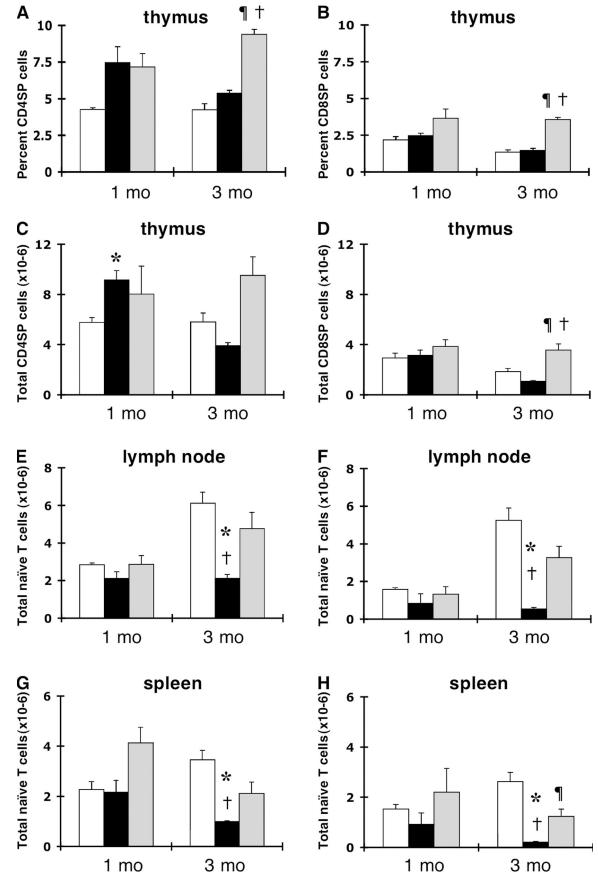 A
thymus
¶ †
Percent CD4SP cells
10
7.5
5
2.5
0
1 mo
3 mo
B
thymus
¶ †
Percent CD8SP cells
10
7.5
5
2.5
0
1 mo
3 mo
C
thymus
*
Total CD4SP cells (x10-6)
12
8
4
0
1 mo
3 mo
D
thymus
¶ †
Total CD8SP cells (x10-6)
12
8
4
0
1 mo
3 mo
E
lymph node
*
†
Total naïve T cells (x10-6)
8
6
4
2
0
1 mo
3 mo
F
lymph node
*
†
Total naïve T cells (x10-6)
8
6
4
2
0
1 mo
3 mo
G
spleen
*
†
Total naïve T cells(x10-6)
6
4
2
0
1 mo
3 mo
H
spleen
* ¶
†
Total naïve T cells(x10-6)
6
4
2
0
1 mo
3 mo